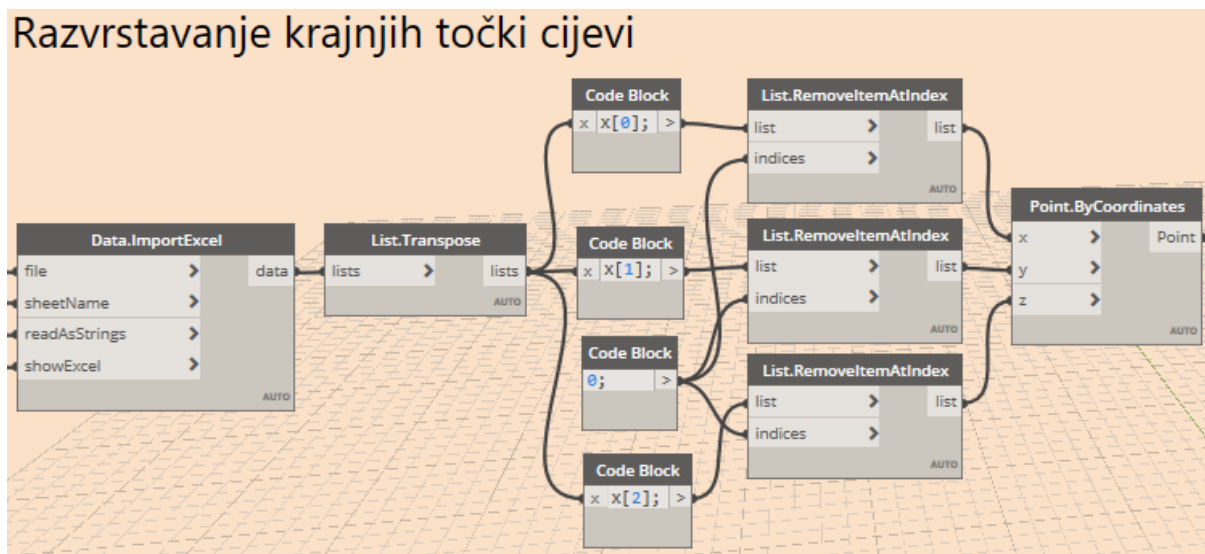 Razvrstavanje krajnjih točki cijevi
Data.ImportExcel
file > data
sheetName >
readAsStrings >
showExcel >
AUTO
List.Transpose
lists > lists
AUTO
Code Block
x x[0]; >
Code Block
x x[1]; >
Code Block
0; >
Code Block
x x[2]; >
List.RemoveItemAtIndex
list > list
indices >
AUTO
List.RemoveItemAtIndex
list > list
indices >
AUTO
List.RemoveItemAtIndex
list > list
indices >
AUTO
Point.ByCoordinates
x > Point
y >
z >
AUTO